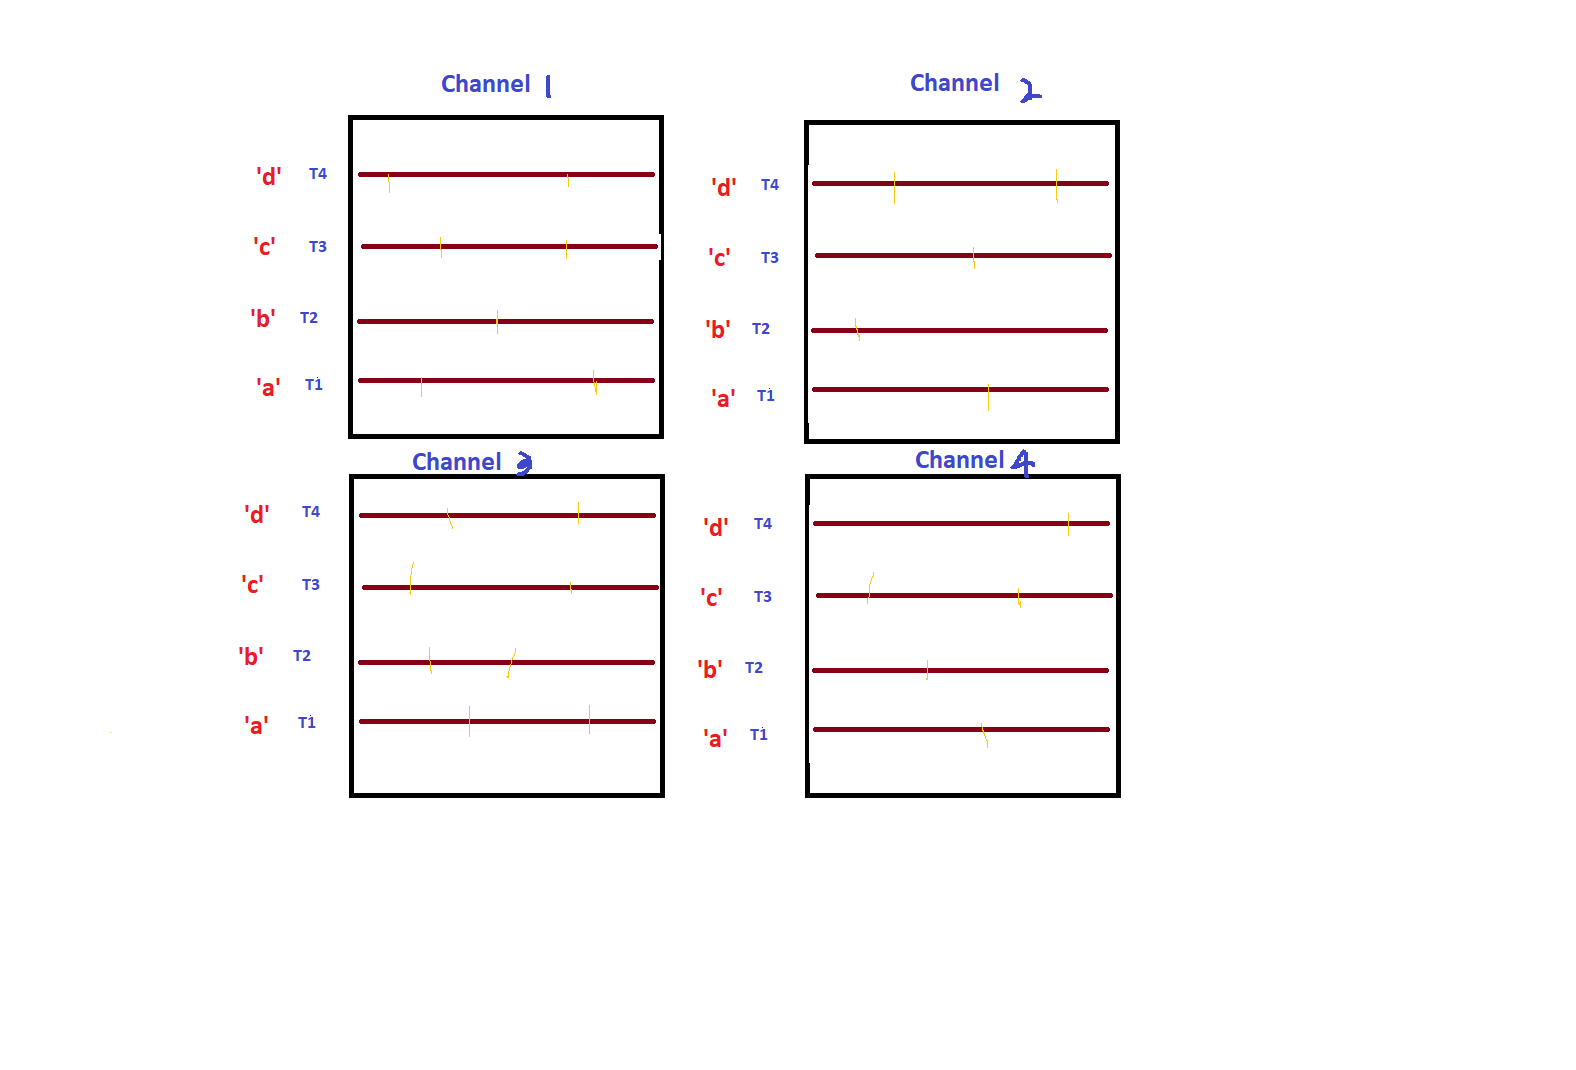 Channel 1
'd' T4
'c' T3
'b' T2
'a' T1
Channel 2
'd' T4
'c' T3
'b' T2
'a' T1
Channel 3
'd' T4
'c' T3
'b' T2
'a' T1
Channel 4
'd' T4
'c' T3
'b' T2
'a' T1